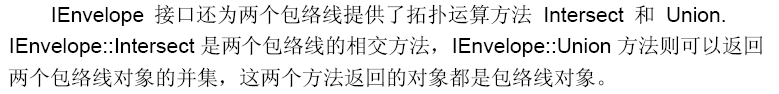 IEnvelope 接口还为两个包络线提供了拓扑运算方法 Intersect 和 Union.
IEnvelope::Intersect 是两个包络线的相交方法，IEnvelope::Union 方法则可以返回
两个包络线对象的并集，这两个方法返回的对象都是包络线对象。